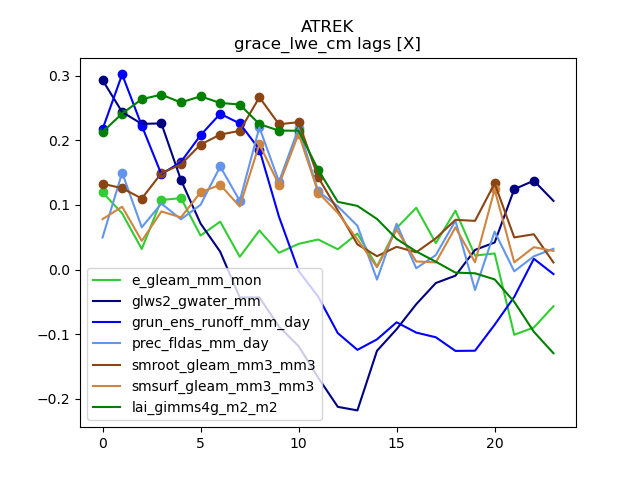 ATREK
grace_lwe_cm lags [X]
0.3
0.2
0.1
0.0
−0.1
−0.2
e_gleam_mm_mon
glws2_gwater_mm
grun_ens_runoff_mm_day
prec_fldas_mm_day
smroot_gleam_mm3_mm3
smsurf_gleam_mm3_mm3
lai_gimms4g_m2_m2
0 5 10 15 20